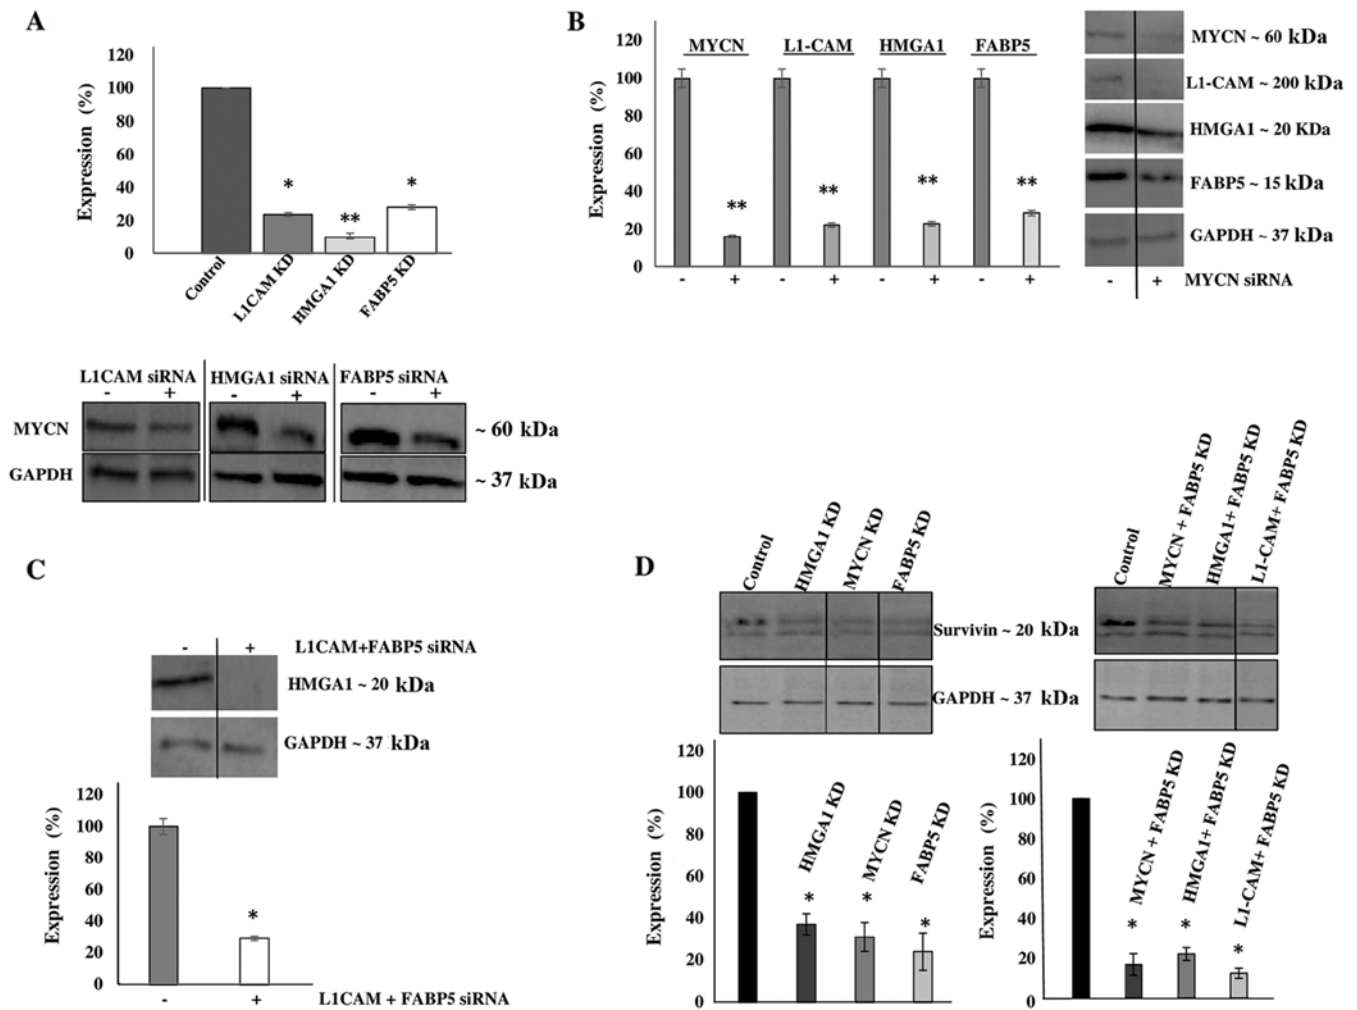 A
Expression (%)
120
100
80
60
40
20
0
*
**
*
Control
L1CAM KD
HMGA1 KD
FABP5 KD
L1CAM siRNA
HMGA1 siRNA
FABP5 siRNA
- + - + - +
MYCN
~ 60 kDa
GAPDH
~ 37 kDa
B
Expression (%)
120
100
80
60
40
20
0
MYCN
L1-CAM
HMGA1
FABP5
**
**
**
**
- + - + - + - +
MYCN ~ 60 kDa
L1-CAM ~ 200 kDa
HMGA1 ~ 20 KDa
FABP5 ~ 15 kDa
GAPDH ~ 37 kDa
- + MYCN siRNA
C
- + L1CAM+FABP5 siRNA
HMGA1 ~ 20 kDa
GAPDH ~ 37 kDa
Expression (%)
120
100
80
60
40
20
0
*
- + L1CAM + FABP5 siRNA
D
Control
HMGA1 KD
MYCN KD
FABP5 KD
Control
MYCN + FABP5 KD
HMGA1+ FABP5 KD
L1-CAM+ FABP5 KD
Survivin ~ 20 kDa
GAPDH ~ 37 kDa
Expression (%)
120
100
80
60
40
20
0
HMGA1 KD
MYCN KD
FABP5 KD
*
*
*
Expression (%)
120
100
80
60
40
20
0
MYCN + FABP5 KD
HMGA1+ FABP5 KD
L1-CAM+ FABP5 KD
*
*
*